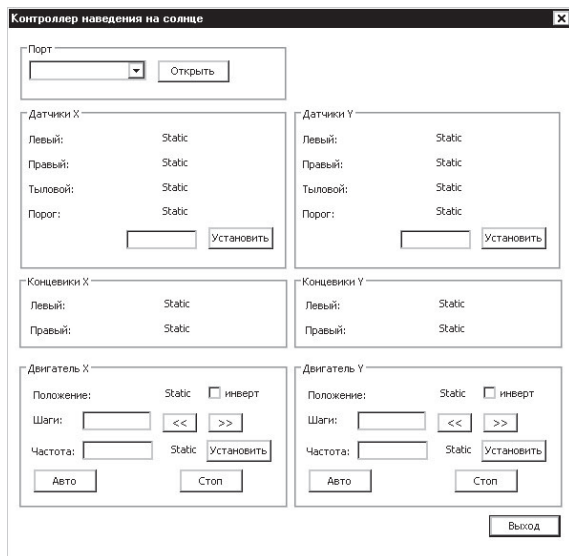 Контроллер наведения на солнце
Порт
Открыть
Датчики X
Левый: Static
Правый: Static
Тыловой: Static
Порог: Static
Установить
Датчики Y
Левый: Static
Правый: Static
Тыловой: Static
Порог: Static
Установить
Концевики X
Левый: Static
Правый: Static
Концевики Y
Левый: Static
Правый: Static
Двигатель X
Положение: Static инверт
Шаги: << >>
Частота: Static Установить
Авто Стоп
Двигатель Y
Положение: Static инверт
Шаги: << >>
Частота: Static Установить
Авто Стоп
Выход